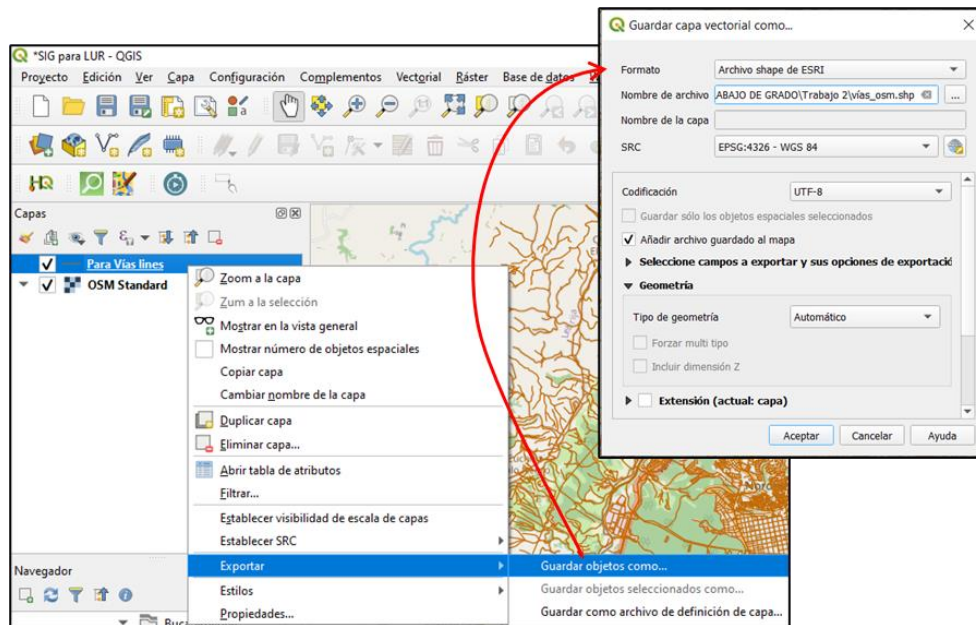 *SIG para LUR - QGIS
Proyecto Edición Ver Capa Configuración Complementos Vectorial Ráster Base de datos
Capas
Para Vías lines
OSM Standard
Zoom a la capa
Zum a la selección
Mostrar en la vista general
Mostrar número de objetos espaciales
Copiar capa
Cambiar nombre de la capa
Duplicar capa
Eliminar capa...
Abrir tabla de atributos
Filtrar...
Establecer visibilidad de escala de capas
Establecer SRC
Exportar
Estilos
Propiedades...
Guardar objetos como...
Guardar objetos seleccionados como...
Guardar como archivo de definición de capa...
Navegador
Guardar capa vectorial como...
Formato Archivo shape de ESRI
Nombre de archivo ABAJO DE GRADO\Trabajo 2\vías_osm.shp ...
Nombre de la capa
SRC EPSG:4326 - WGS 84
Codificación UTF-8
Guardar sólo los objetos espaciales seleccionados
Añadir archivo guardado al mapa
Seleccione campos a exportar y sus opciones de exportació
Geometría
Tipo de geometría Automático
Forzar multi tipo
Incluir dimensión Z
Extensión (actual: capa)
Aceptar Cancelar Ayuda